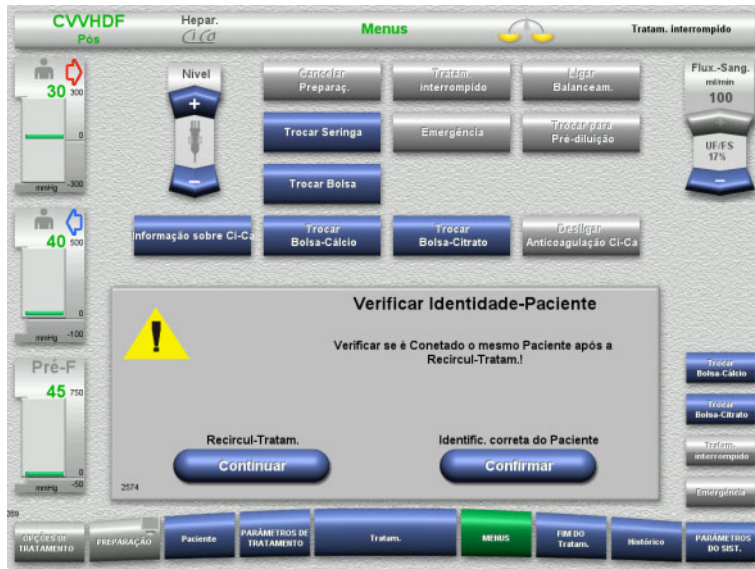 CVVHDF
Pós
Hepar.
CiCa
Menus
Tratam. interrompido
30
300
0
mmHg
-300
Nível
+
−
Cancelar
Preparaç.
Tratam.
interrompido
Ligar
Balanceam.
Flux.-Sang.
ml/min
100
+
UF/FS
17%
−
Trocar Seringa
Emergência
Trocar para
Pré-diluição
Trocar Bolsa
40
500
0
mmHg
-100
Informação sobre Ci-Ca
Trocar
Bolsa-Cálcio
Trocar
Bolsa-Citrato
Desligar
Anticoagulação Ci-Ca
Verificar Identidade-Paciente
!
Verificar se é Conetado o mesmo Paciente após a
Recircul-Tratam.!
Recircul-Tratam.
Continuar
Identific. correta do Paciente
Confirmar
2574
Pré-F
45
750
0
mmHg
-50
Trocar
Bolsa-Cálcio
Trocar
Bolsa-Citrato
Tratam.
interrompido
Emergência
089
OPÇÕES DE
TRATAMENTO
PREPARAÇÃO
Paciente
PARÂMETROS DE
TRATAMENTO
Tratam.
MENUS
FIM DO
Tratam.
Histórico
PARÂMETROS
DO SIST.